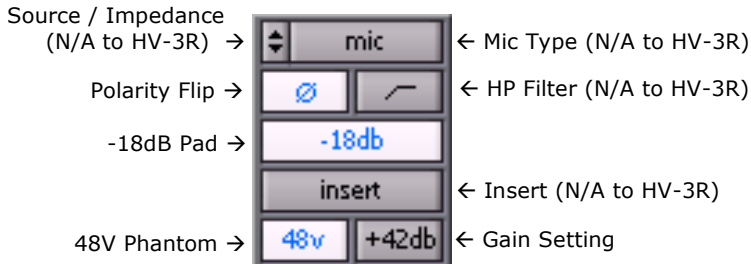 Source / Impedance
(N/A to HV-3R) → mic ← Mic Type (N/A to HV-3R)
Polarity Flip → Ø ← HP Filter (N/A to HV-3R)
-18dB Pad → -18db
insert ← Insert (N/A to HV-3R)
48V Phantom → 48v +42db ← Gain Setting